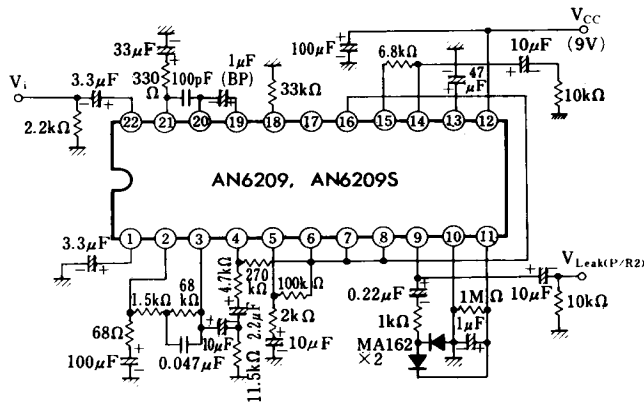 33μF
100μF
VCC
(9V)
6.8kΩ
10μF
1μF
(BP)
Vi
3.3μF
330
Ω
100pF
33kΩ
47
μF
10kΩ
2.2kΩ
22 21 20 19 18 17 16 15 14 13 12
AN6209, AN6209S
1 2 3 4 5 6 7 8 9 10 11
3.3μF
VLeak(P/R2)
4.7kΩ
270
kΩ
100kΩ
0.22μF
10μF
10kΩ
1.5kΩ
68
kΩ
2.2μF
2kΩ
1kΩ
1MΩ
1μF
68Ω
10μF
10μF
MA162
×2
100μF
0.047μF
11.5kΩ